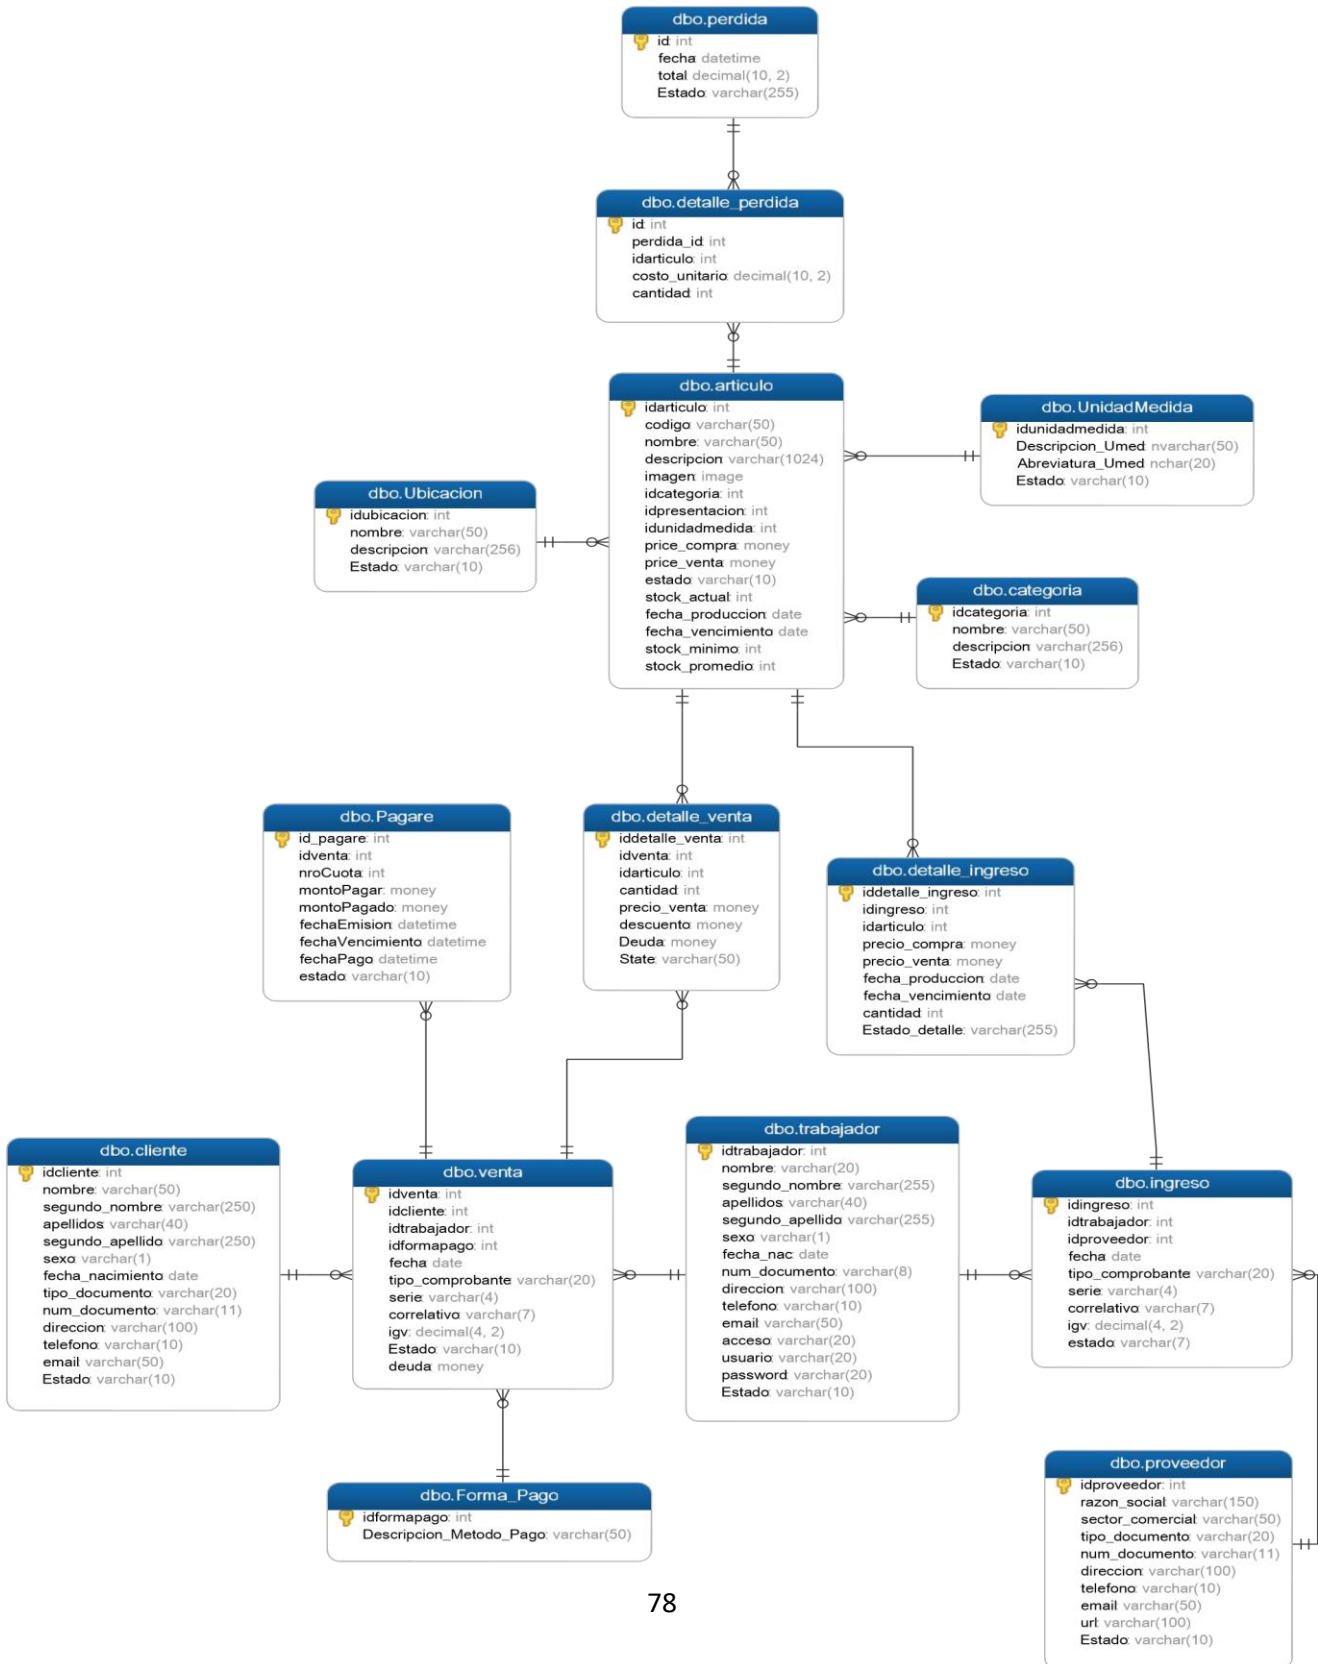 dbo.perdida
id: int
fecha: datetime
total: decimal(10, 2)
Estado: varchar(255)
dbo.detalle_perdida
id: int
perdida_id: int
idarticulo: int
costo_unitario: decimal(10, 2)
cantidad: int
dbo.articulo
idarticulo: int
codigo: varchar(50)
nombre: varchar(50)
descripcion: varchar(1024)
imagen: image
idcategoria: int
idpresentacion: int
idunidadmedida: int
price_compra: money
price_venta: money
estado: varchar(10)
stock_actual: int
fecha_produccion: date
fecha_vencimiento: date
stock_minimo: int
stock_promedio: int
dbo.UnidadMedida
idunidadmedida: int
Descripcion_Umed: nvarchar(50)
Abreviatura_Umed: nchar(20)
Estado: varchar(10)
dbo.Ubicacion
idubicacion: int
nombre: varchar(50)
descripcion: varchar(256)
Estado: varchar(10)
dbo.categoria
idcategoria: int
nombre: varchar(50)
descripcion: varchar(256)
Estado: varchar(10)
dbo.Pagare
id_pagare: int
idventa: int
nroCuota: int
montoPagar: money
montoPagado: money
fechaEmision: datetime
fechaVencimiento: datetime
fechaPago: datetime
estado: varchar(10)
dbo.detalle_venta
iddetalle_venta: int
idventa: int
idarticulo: int
cantidad: int
precio_venta: money
descuento: money
Deuda: money
State: varchar(50)
dbo.detalle_ingreso
iddetalle_ingreso: int
idingreso: int
idarticulo: int
precio_compra: money
precio_venta: money
fecha_produccion: date
fecha_vencimiento: date
cantidad: int
Estado_detalle: varchar(255)
dbo.cliente
idcliente: int
nombre: varchar(50)
segundo_nombre: varchar(250)
apellidos: varchar(40)
segundo_apellido: varchar(250)
sexo: varchar(1)
fecha_nacimiento: date
tipo_documento: varchar(20)
num_documento: varchar(11)
direccion: varchar(100)
telefono: varchar(10)
email: varchar(50)
Estado: varchar(10)
dbo.venta
idventa: int
idcliente: int
idtrabajador: int
idformapago: int
fecha: date
tipo_comprobante: varchar(20)
serie: varchar(4)
correlativo: varchar(7)
igv: decimal(4, 2)
Estado: varchar(10)
deuda: money
dbo.trabajador
idtrabajador: int
nombre: varchar(20)
segundo_nombre: varchar(255)
apellidos: varchar(40)
segundo_apellido: varchar(255)
sexo: varchar(1)
fecha_nac: date
num_documento: varchar(8)
direccion: varchar(100)
telefono: varchar(10)
email: varchar(50)
acceso: varchar(20)
usuario: varchar(20)
password: varchar(20)
Estado: varchar(10)
dbo.ingreso
idingreso: int
idtrabajador: int
idproveedor: int
fecha: date
tipo_comprobante: varchar(20)
serie: varchar(4)
correlativo: varchar(7)
igv: decimal(4, 2)
estado: varchar(7)
dbo.Forma_Pago
idformapago: int
Descripcion_Metodo_Pago: varchar(50)
dbo.proveedor
idproveedor: int
razon_social: varchar(150)
sector_comercial: varchar(50)
tipo_documento: varchar(20)
num_documento: varchar(11)
direccion: varchar(100)
telefono: varchar(10)
email: varchar(50)
url: varchar(100)
Estado: varchar(10)
78